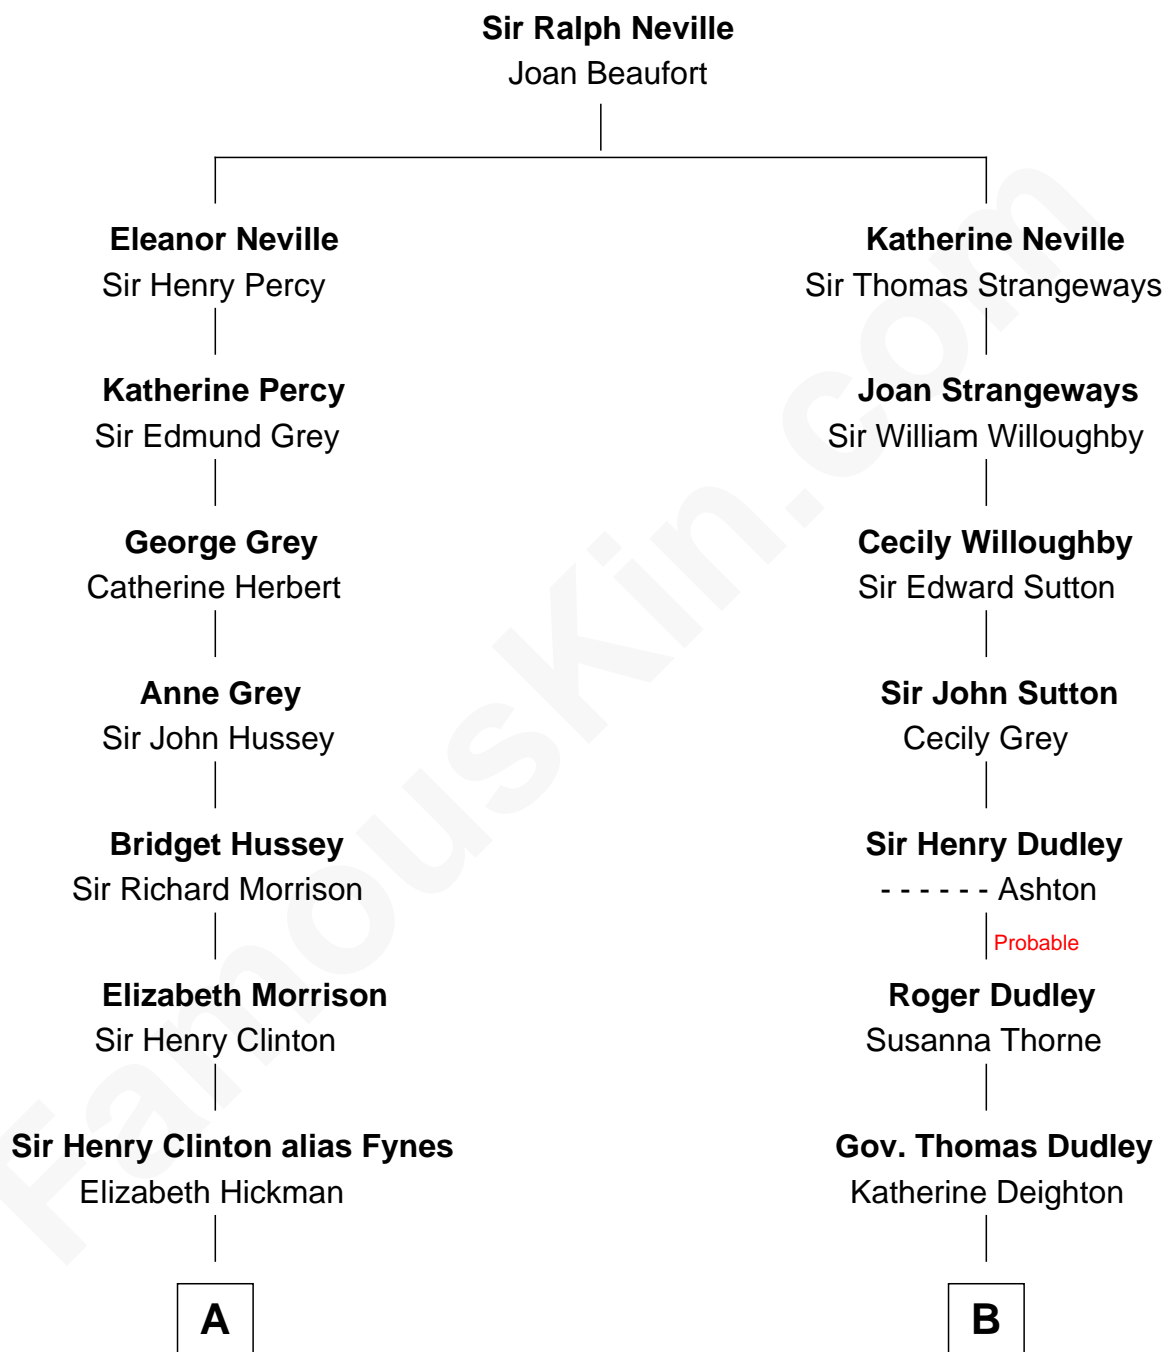 Sir Ralph Neville
Joan Beaufort
Eleanor Neville
Sir Henry Percy
Katherine Neville
Sir Thomas Strangeways
Katherine Percy
Sir Edmund Grey
Joan Strangeways
Sir William Willoughby
George Grey
Catherine Herbert
Cecily Willoughby
Sir Edward Sutton
Anne Grey
Sir John Hussey
Sir John Sutton
Cecily Grey
Bridget Hussey
Sir Richard Morrison
Sir Henry Dudley
- - - - - - Ashton
Probable
Elizabeth Morrison
Sir Henry Clinton
Roger Dudley
Susanna Thorne
Sir Henry Clinton alias Fynes
Elizabeth Hickman
Gov. Thomas Dudley
Katherine Deighton
A
B
FamousKin.com